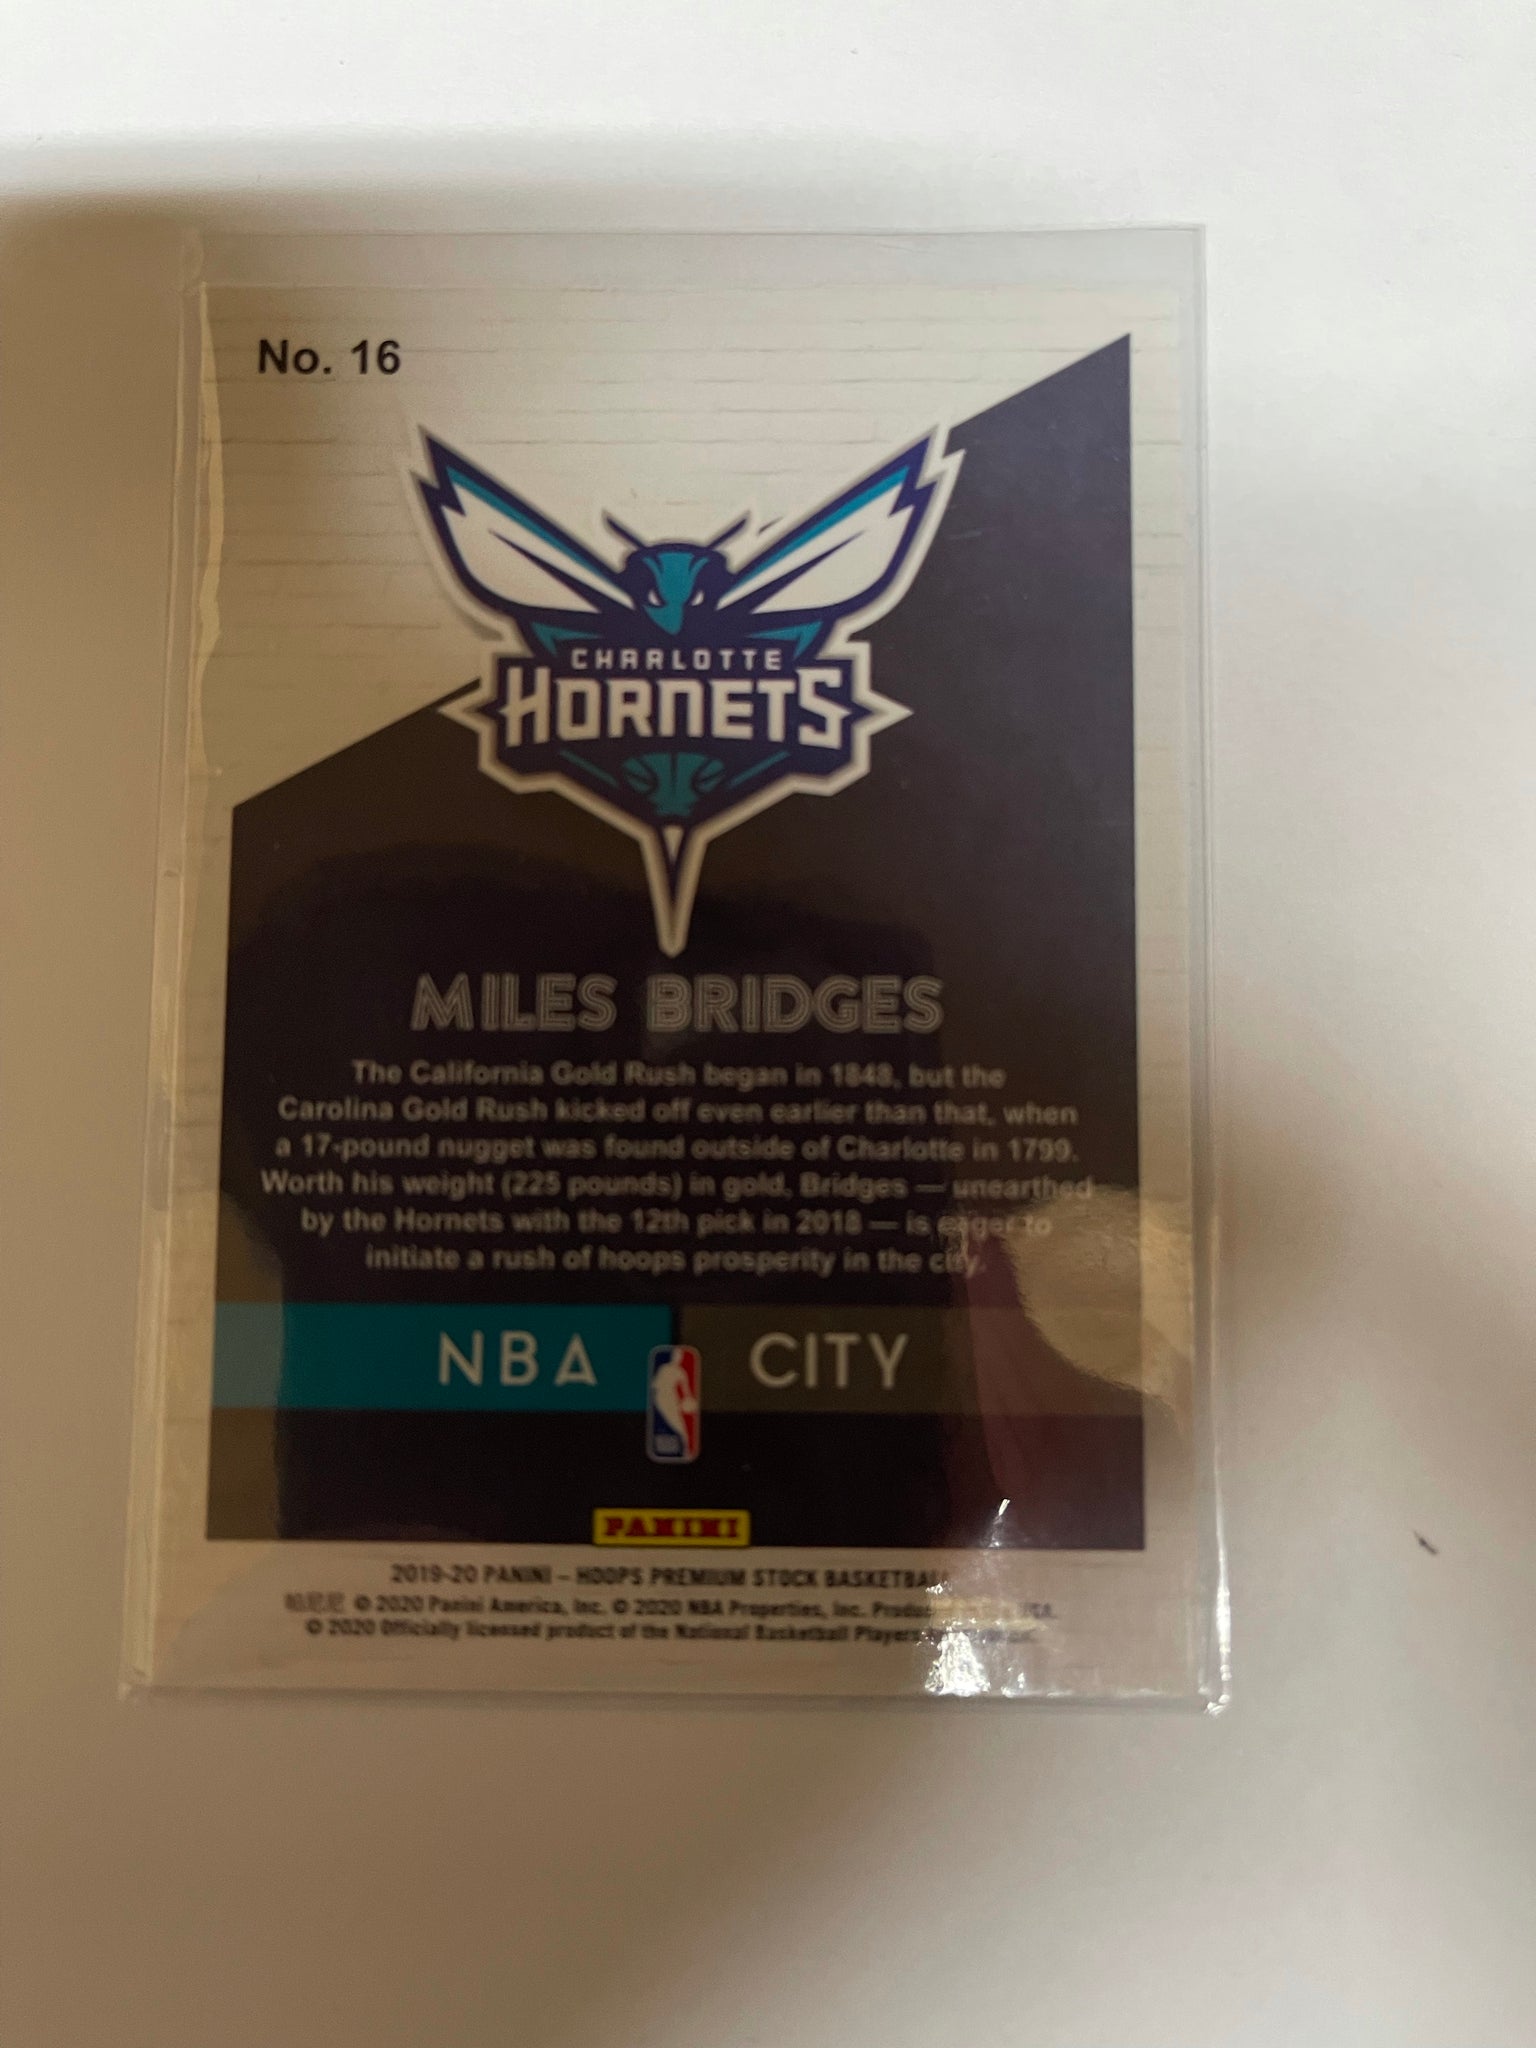 No. 16
CHARLOTTE
HORNETS
MILES BRIDGES
The California Gold Rush began in 1848, but the
Carolina Gold Rush kicked off even earlier than that, when
a 17-pound nugget was found outside of Charlotte in 1799.
Worth his weight (225 pounds) in gold, Bridges — unearthed
by the Hornets with the 12th pick in 2018 — is eager to
initiate a rush of hoops prosperity in the city.
NBA CITY
PANINI
2019-20 PANINI – HOOPS PREMIUM STOCK BASKETBALL
© 2020 Panini America, Inc. © 2020 NBA Properties, Inc. USA.
© 2020 Officially licensed product of the National Basketball Players